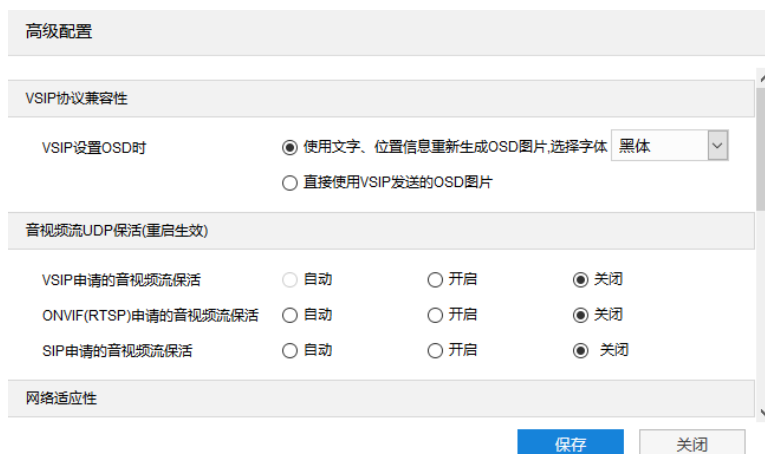 高级配置
VSIP协议兼容性
VSIP设置OSD时 使用文字、位置信息重新生成OSD图片,选择字体 黑体
直接使用VSIP发送的OSD图片
音视频流UDP保活(重启生效)
VSIP申请的音视频流保活 自动 开启 关闭
ONVIF(RTSP)申请的音视频流保活 自动 开启 关闭
SIP申请的音视频流保活 自动 开启 关闭
网络适应性
保存 关闭